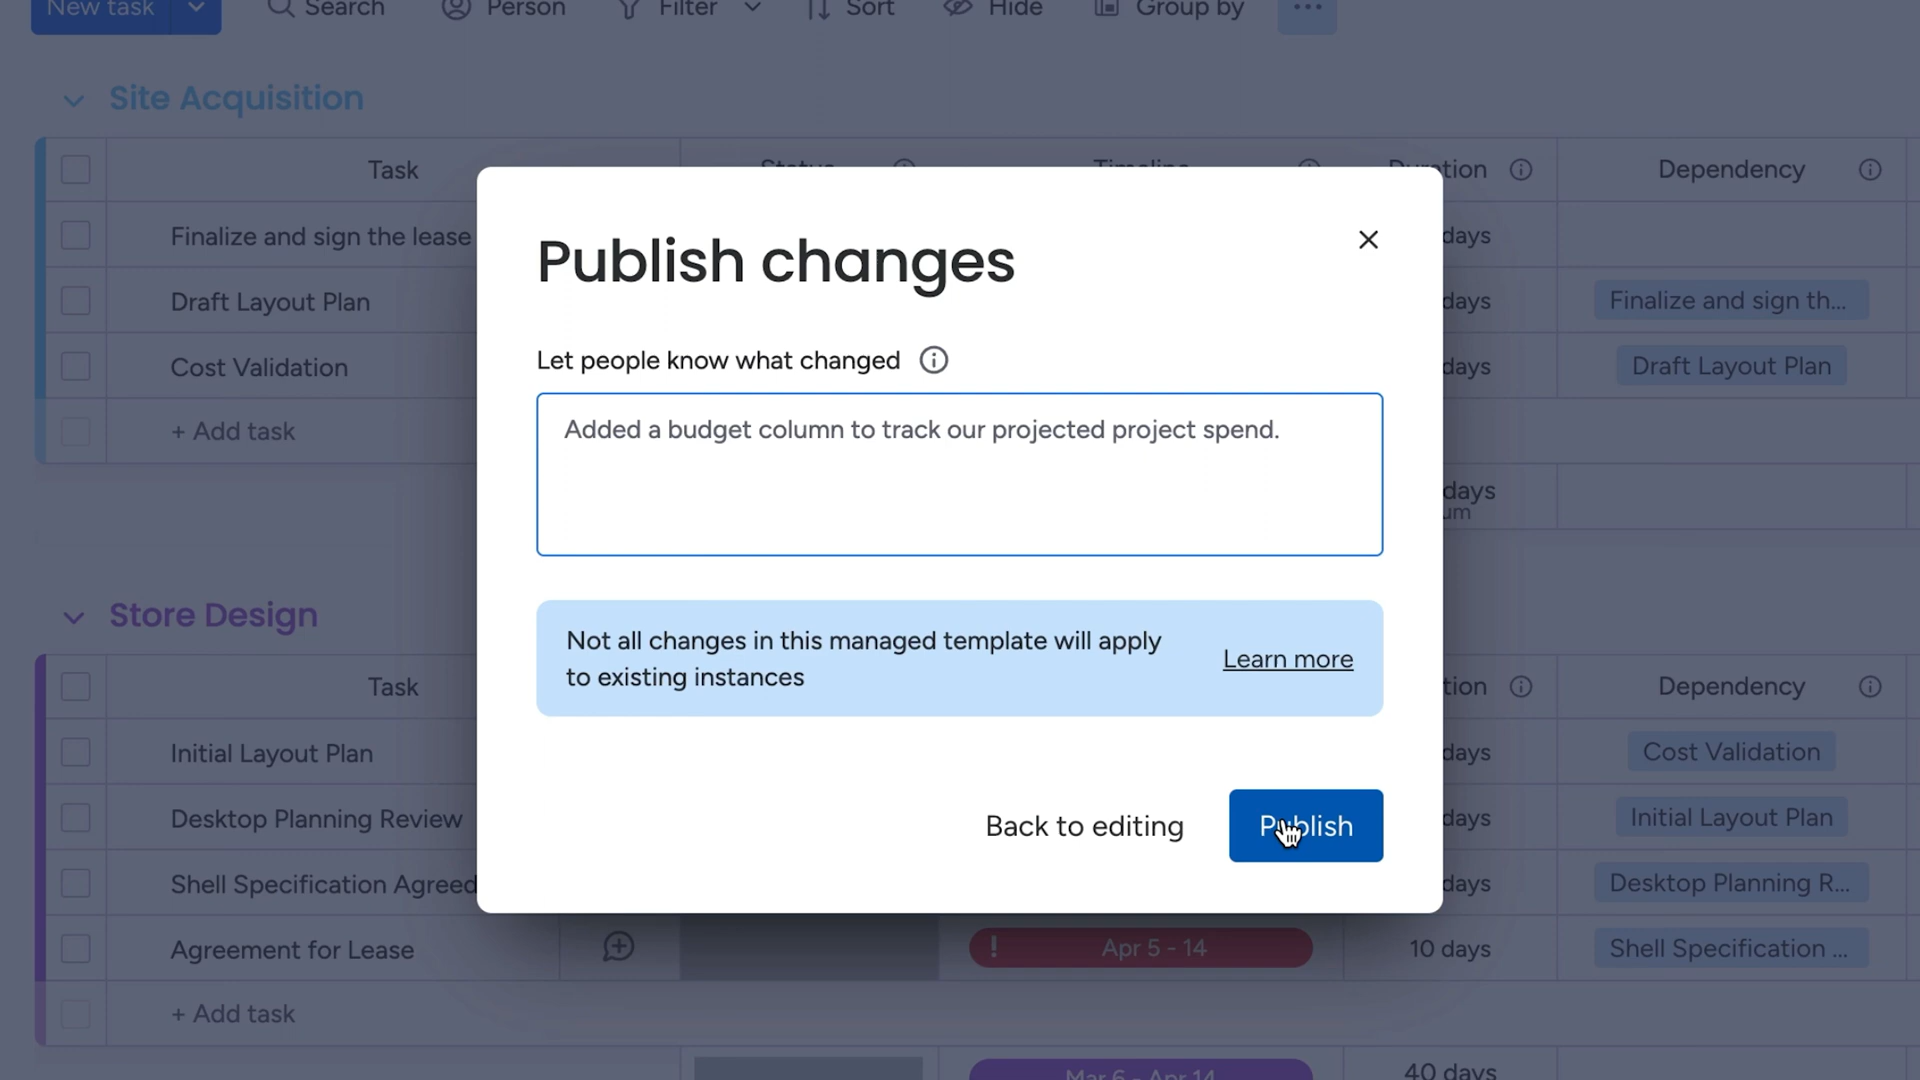 New task
Search
Person
Filter
Sort
Hide
Group by
Site Acquisition
Task
Status
Timeline
Duration
Dependency
Finalize and sign the lease
days
Draft Layout Plan
days
Finalize and sign th...
Cost Validation
days
Draft Layout Plan
+ Add task
days
um
Publish changes
Let people know what changed
Added a budget column to track our projected project spend.
Not all changes in this managed template will apply
to existing instances
Learn more
Back to editing
Publish
Store Design
Task
tion
Dependency
Initial Layout Plan
days
Cost Validation
Desktop Planning Review
days
Initial Layout Plan
Shell Specification Agreed
days
Desktop Planning R...
Agreement for Lease
! Apr 5 - 14
10 days
Shell Specification ...
+ Add task
Mar 6 - Apr 14
40 days